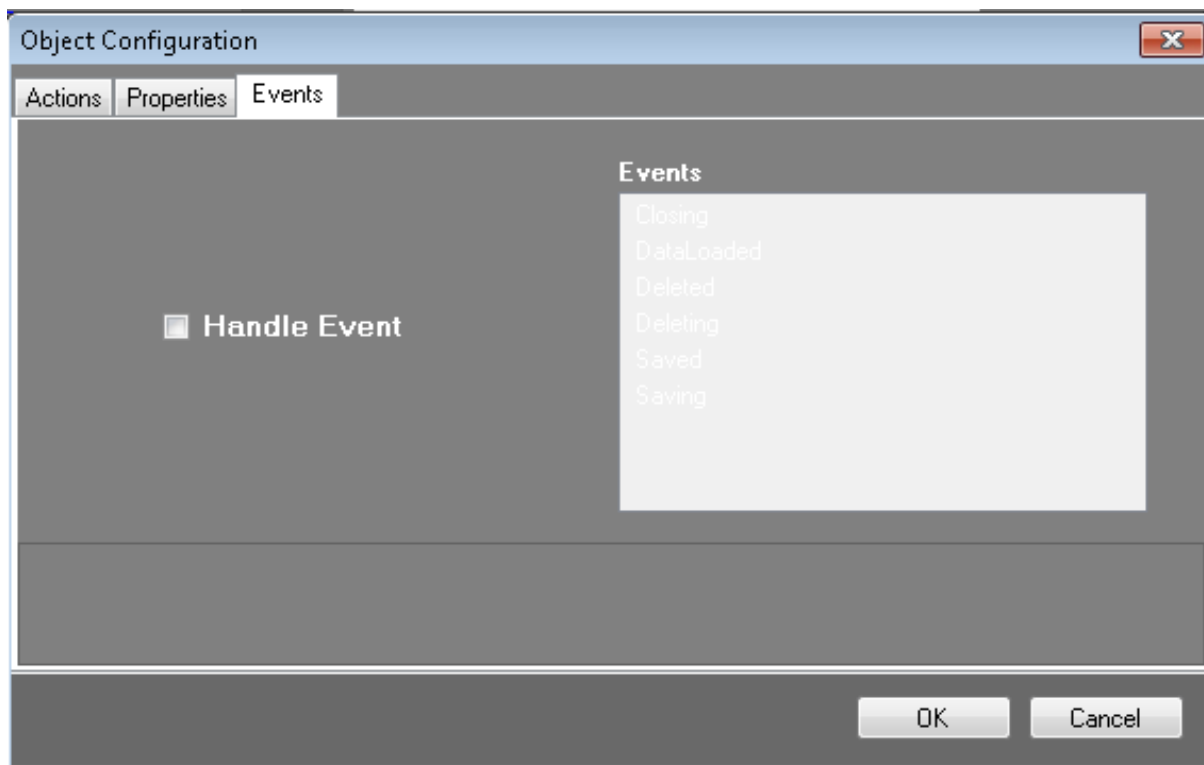 Object Configuration
Actions Properties Events
Events
Closing
DataLoaded
Deleted
Deleting
Saved
Saving
Handle Event
OK Cancel